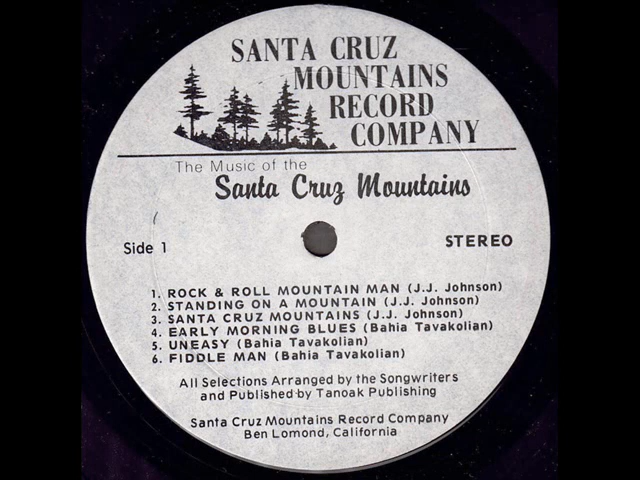 SANTA CRUZ
MOUNTAINS
RECORD
COMPANY
The Music of the
Santa Cruz Mountains
Side 1
STEREO
1. ROCK & ROLL MOUNTAIN MAN (J.J. Johnson)
2. STANDING ON A MOUNTAIN (J.J. Johnson)
3. SANTA CRUZ MOUNTAINS (J.J. Johnson)
4. EARLY MORNING BLUES (Bahia Tavakolian)
5. UNEASY (Bahia Tavakolian)
6. FIDDLE MAN (Bahia Tavakolian)
All Selections Arranged by the Songwriters
and Published by Tanoak Publishing
Santa Cruz Mountains Record Company
Ben Lomond, California